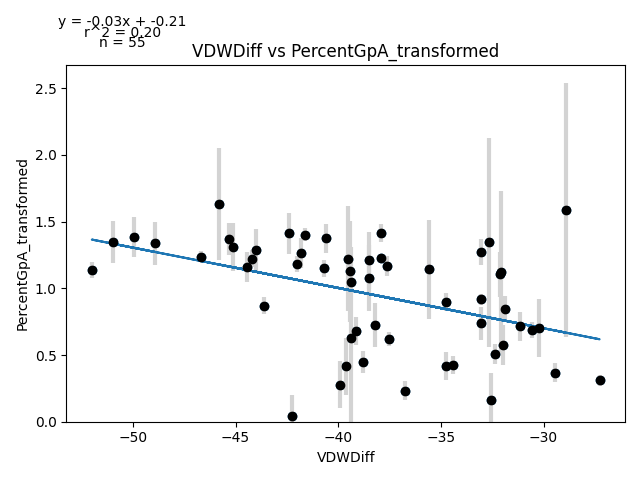 y = -0.03x + -0.21
r^2 = 0.20
n = 55
VDWDiff vs PercentGpA_transformed
PercentGpA_transformed
2.5
2.0
1.5
1.0
0.5
0.0
−50
−45
−40
−35
−30
VDWDiff